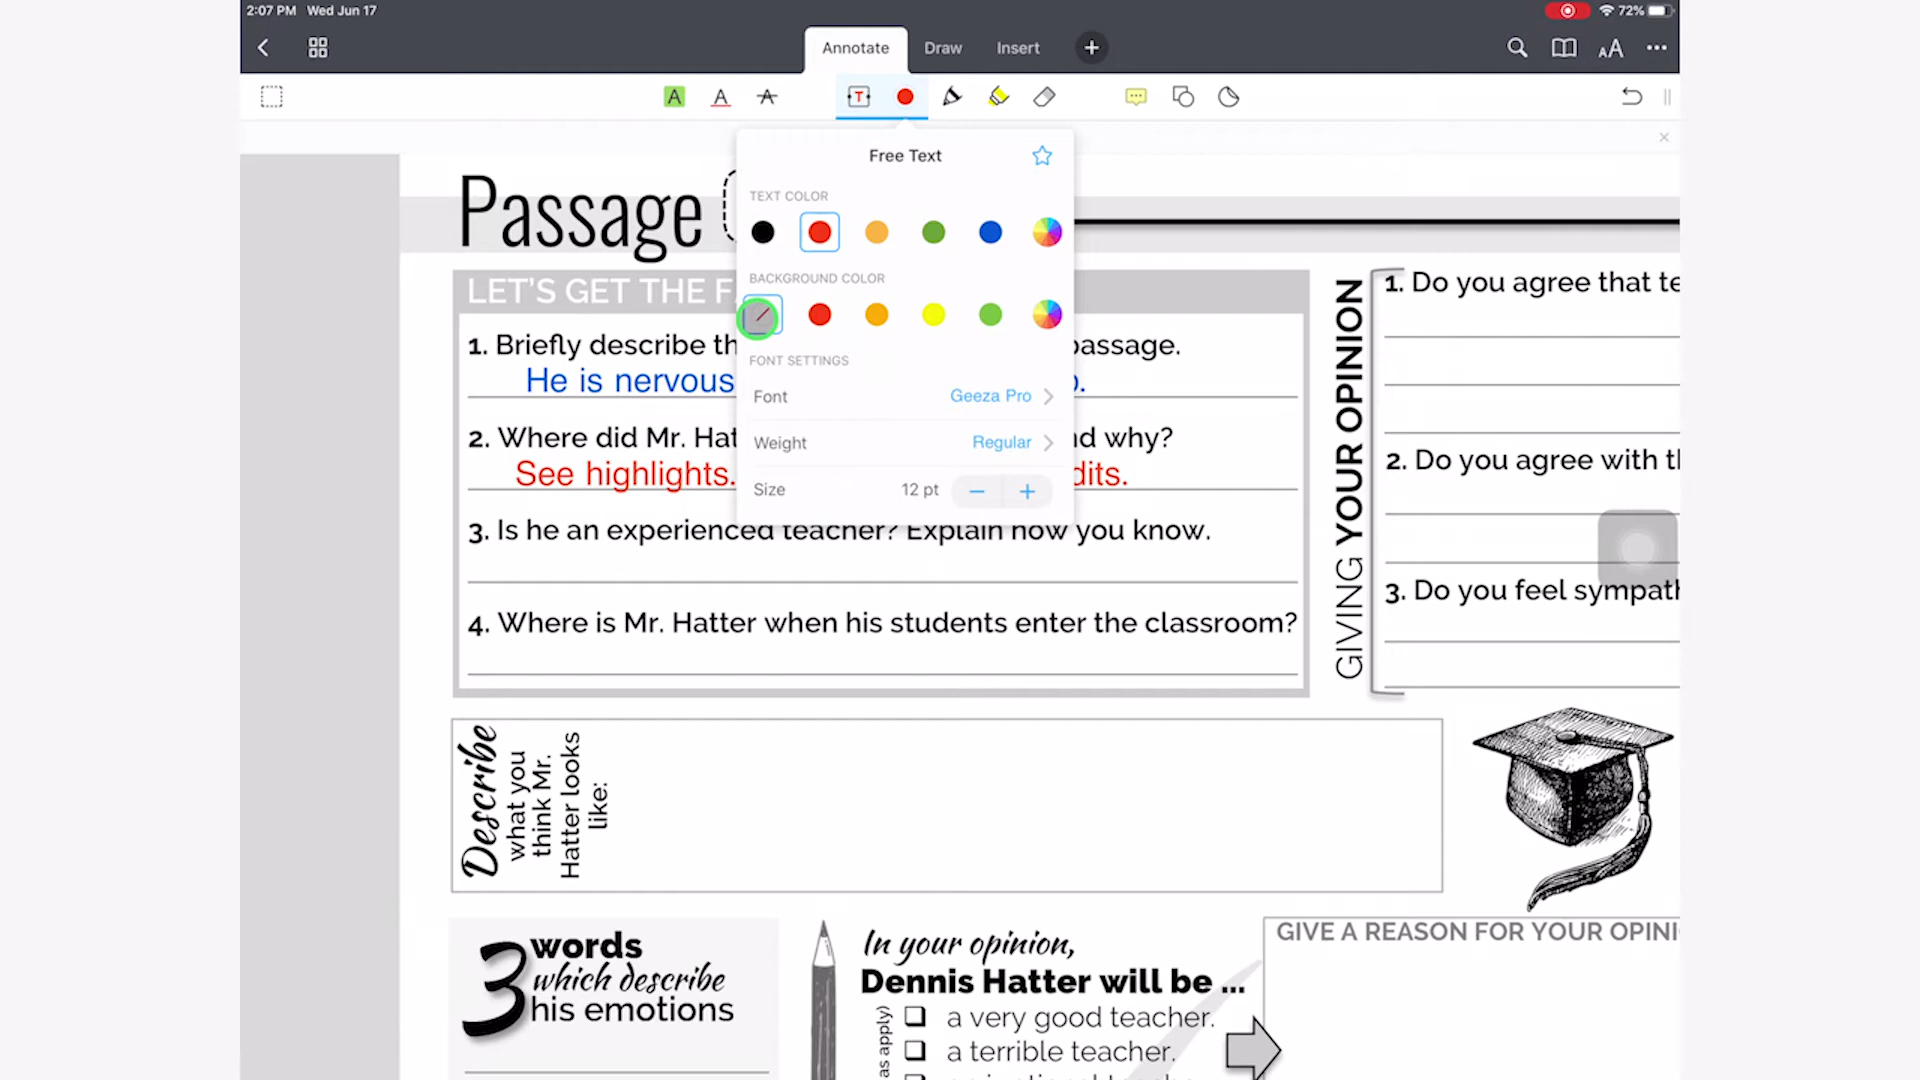 2:07 PM Wed Jun 17
72%
Annotate Draw Insert
AA
A A A T
Free Text
TEXT COLOR
BACKGROUND COLOR
FONT SETTINGS
Font Geeza Pro
Weight Regular
Size 12 pt
Passage
LET'S GET THE F
1. Briefly describe th
passage.
He is nervous
2. Where did Mr. Hat
nd why?
See highlights.
dits.
3. Is he an experienced teacher? Explain how you know.
4. Where is Mr. Hatter when his students enter the classroom?
GIVING YOUR OPINION
1. Do you agree that te
2. Do you agree with t
3. Do you feel sympath
Describe
what you
think Mr.
Hatter looks
like:
3 words
which describe
his emotions
In your opinion,
Dennis Hatter will be ...
as apply)
a very good teacher.
a terrible teacher.
GIVE A REASON FOR YOUR OPINI